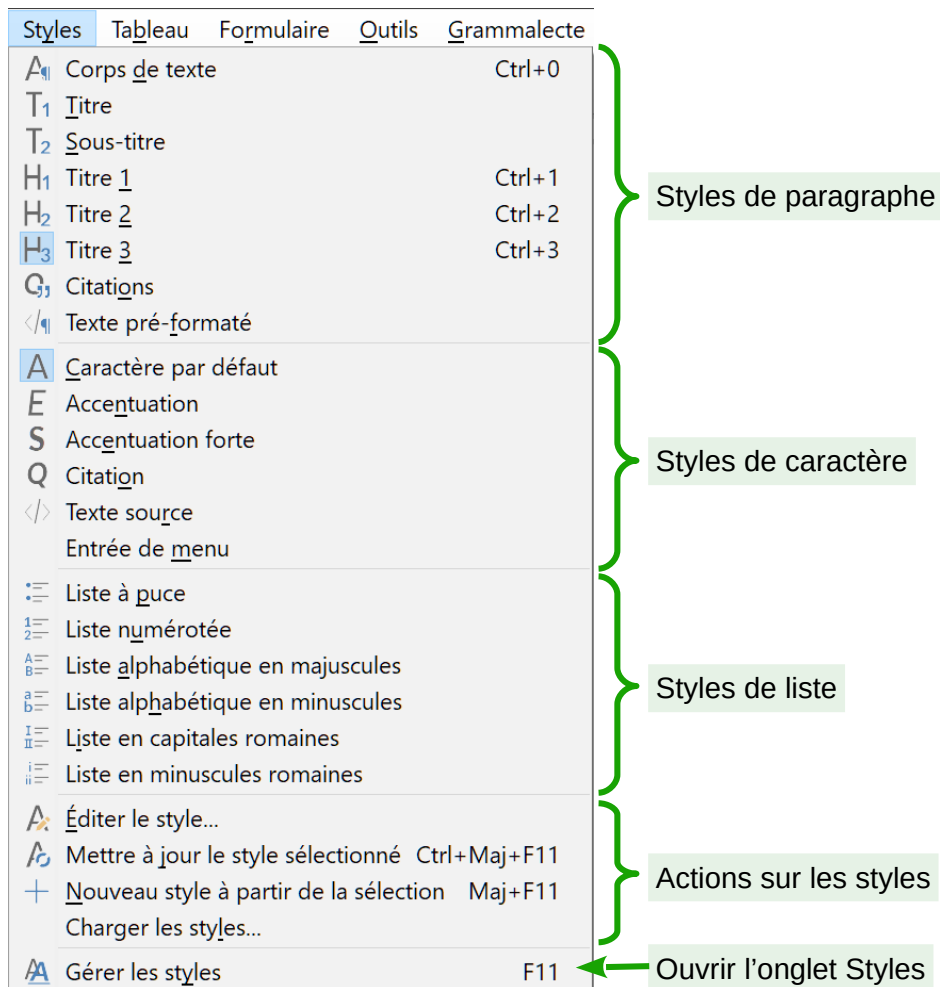 Styles Tableau Formulaire Outils Grammalecte
Corps de texte Ctrl+0
Titre
Sous-titre
Titre 1 Ctrl+1
Titre 2 Ctrl+2
Titre 3 Ctrl+3
Citations
Texte pré-formaté
Styles de paragraphe
Caractère par défaut
Accentuation
Accentuation forte
Citation
Texte source
Entrée de menu
Styles de caractère
Liste à puce
Liste numérotée
Liste alphabétique en majuscules
Liste alphabétique en minuscules
Liste en capitales romaines
Liste en minuscules romaines
Styles de liste
Éditer le style...
Mettre à jour le style sélectionné Ctrl+Maj+F11
Nouveau style à partir de la sélection Maj+F11
Charger les styles...
Actions sur les styles
Gérer les styles F11
Ouvrir l’onglet Styles